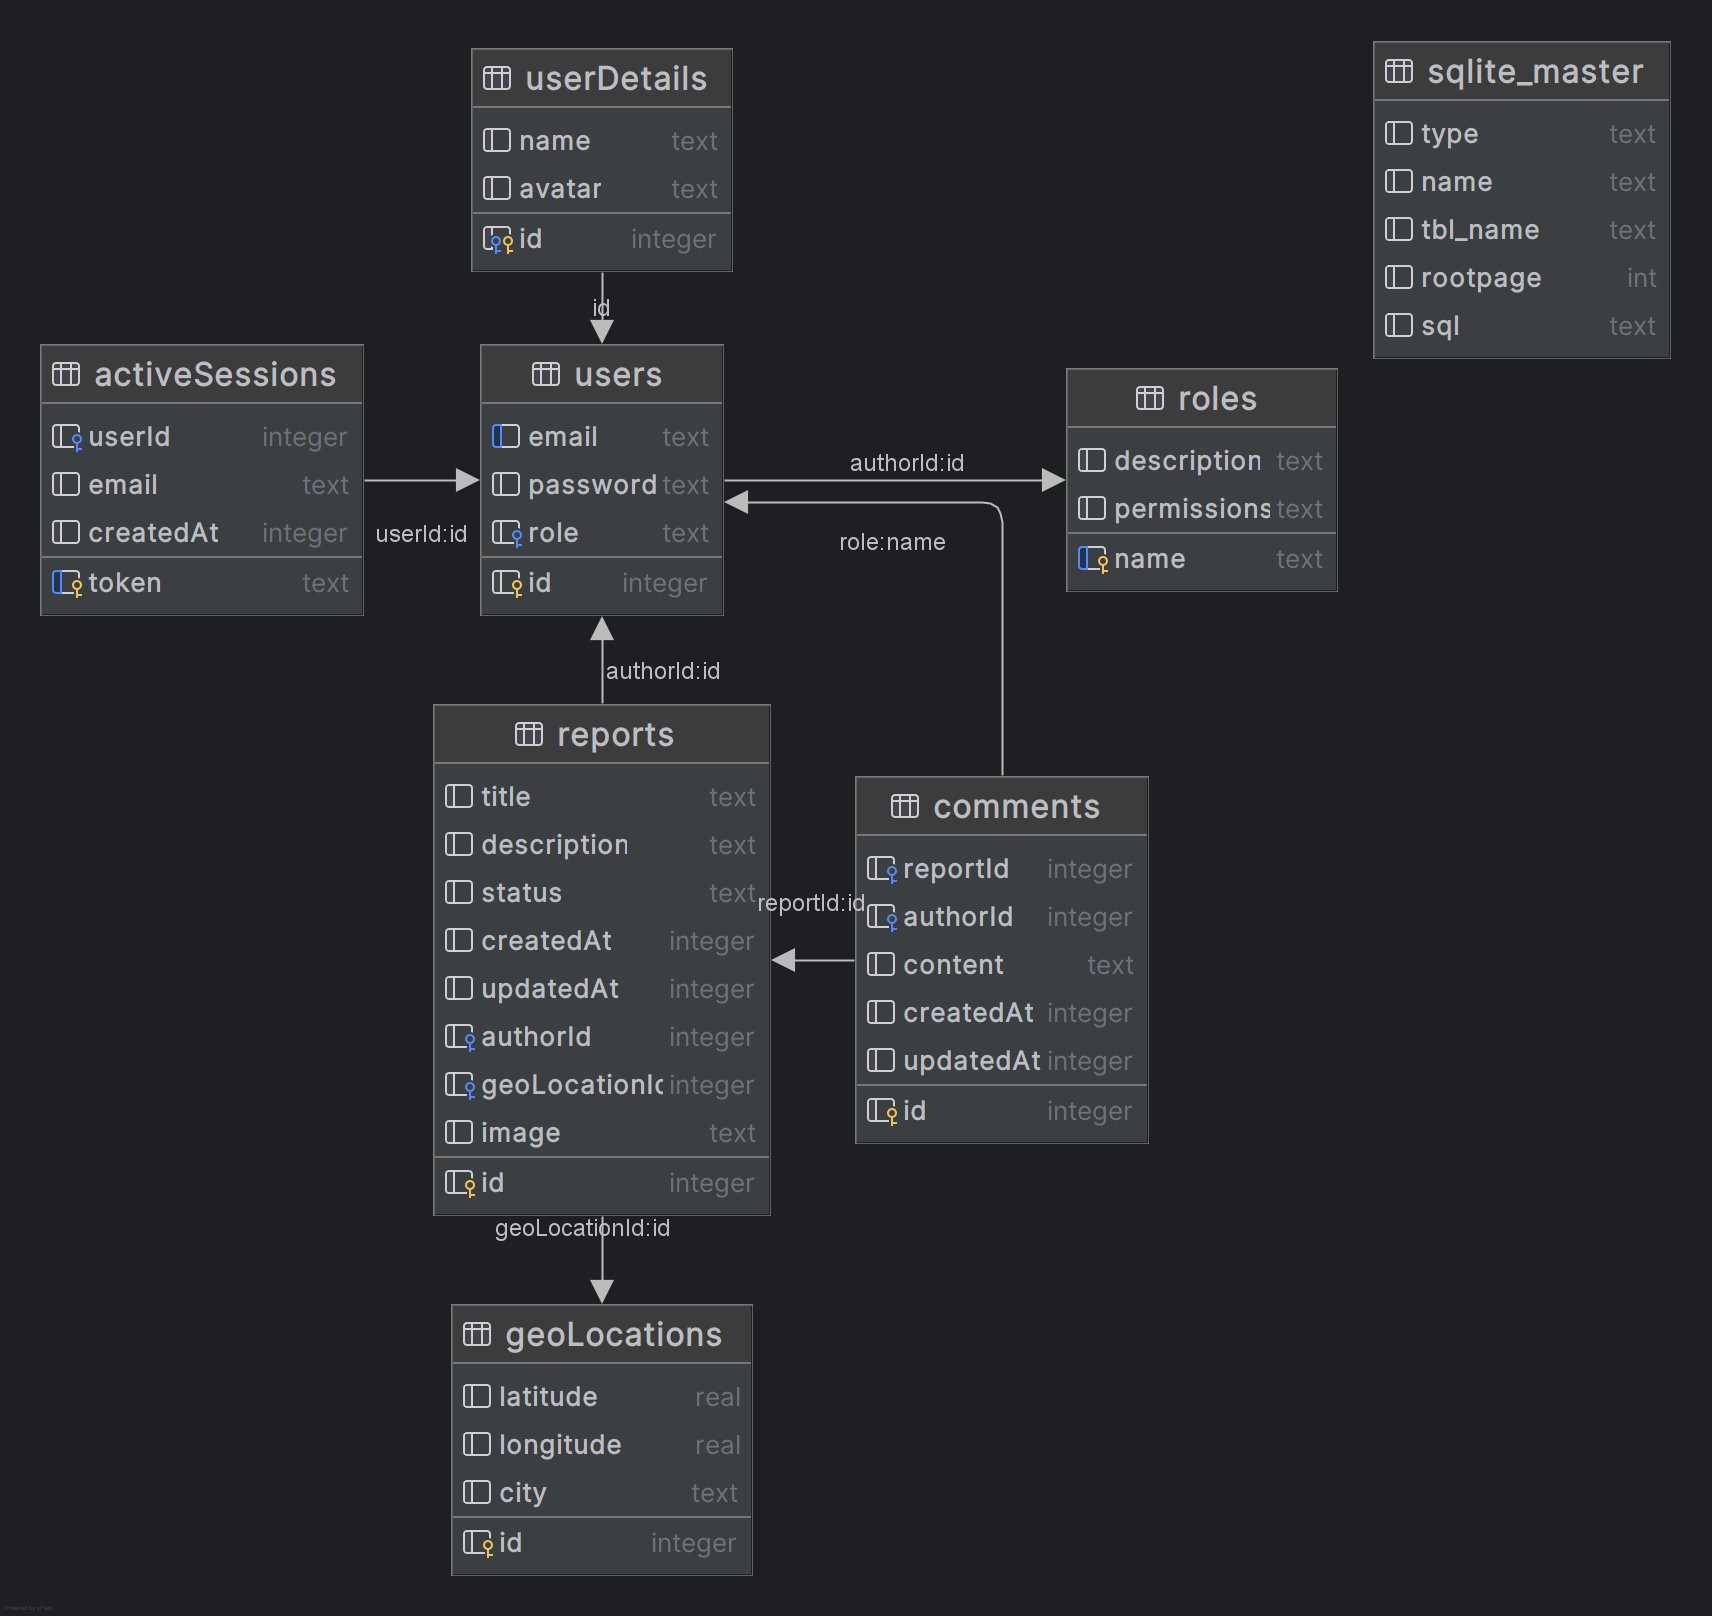 userDetails
name text
avatar text
id integer
id
sqlite_master
type text
name text
tbl_name text
rootpage int
sql text
activeSessions
userId integer
email text
createdAt integer
token text
userId:id
users
email text
password text
role text
id integer
authorId:id
role:name
roles
description text
permissions text
name text
authorId:id
reports
title text
description text
status text
createdAt integer
updatedAt integer
authorId integer
geoLocationId integer
image text
id integer
reportId:id
comments
reportId integer
authorId integer
content text
createdAt integer
updatedAt integer
id integer
geoLocationId:id
geoLocations
latitude real
longitude real
city text
id integer
Powered by yFiles